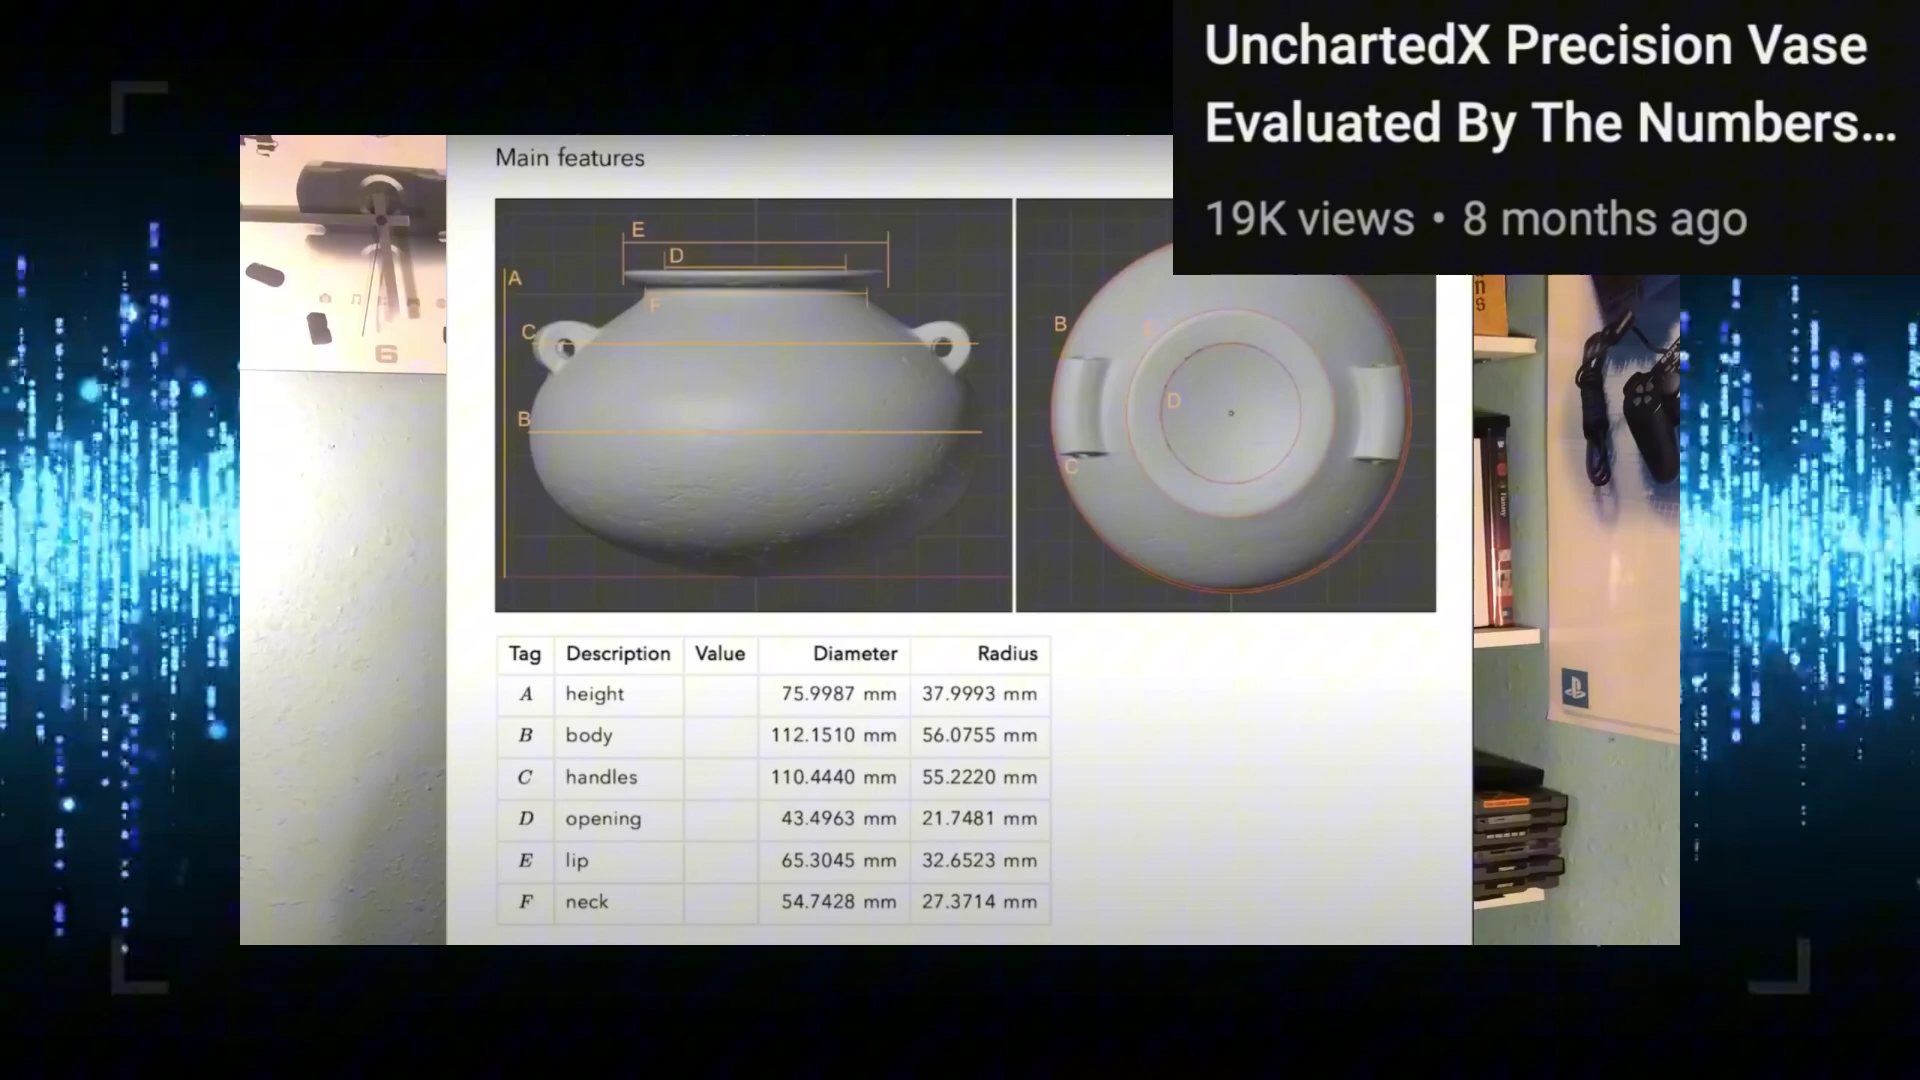 UnchartedX Precision Vase
Evaluated By The Numbers...
19K views • 8 months ago
Main features
E
D
A
F
C
B
B
E
D
C
6
Tag Description Value Diameter Radius
A height 75.9987 mm 37.9993 mm
B body 112.1510 mm 56.0755 mm
C handles 110.4440 mm 55.2220 mm
D opening 43.4963 mm 21.7481 mm
E lip 65.3045 mm 32.6523 mm
F neck 54.7428 mm 27.3714 mm